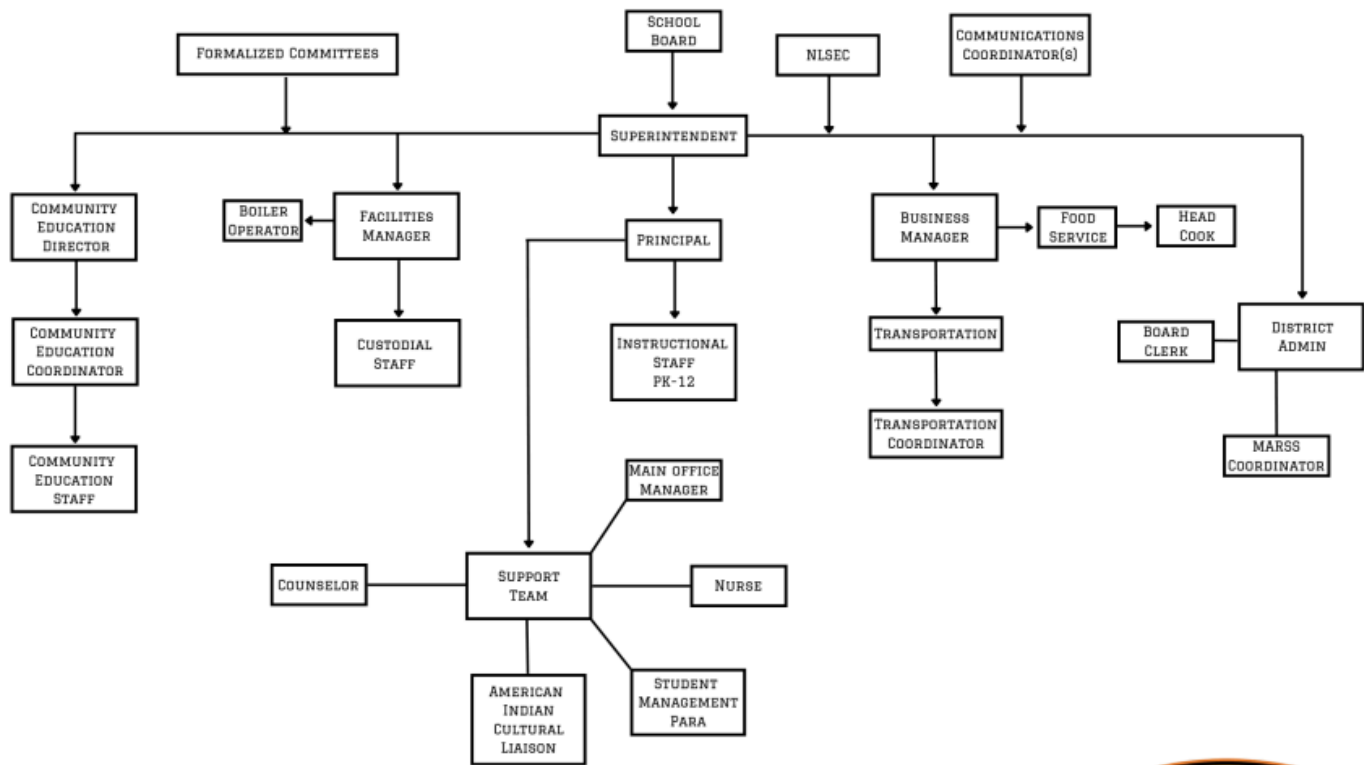 School
Board
Formalized Committees
NLSEC
Communications
Coordinator(s)
Superintendent
Community
Education
Director
Boiler
Operator
Facilities
Manager
Principal
Business
Manager
Food
Service
Head
Cook
Community
Education
Coordinator
Custodial
Staff
Instructional
Staff
PK-12
Transportation
Board
Clerk
District
Admin
Transportation
Coordinator
MARSS
Coordinator
Community
Education
Staff
Main office
Manager
Counselor
Support
Team
Nurse
American
Indian
Cultural
Liaison
Student
Management
Para